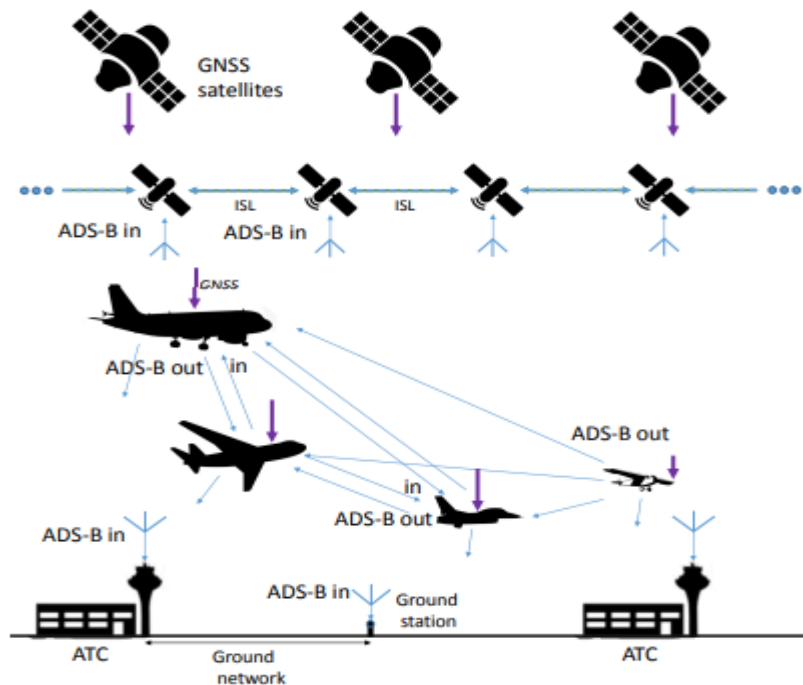 GNSS
satellites
ISL
ISL
ADS-B in
ADS-B in
GNSS
ADS-B out
in
ADS-B out
in
ADS-B out
ADS-B in
ADS-B in
Ground
station
ATC
ATC
Ground
network